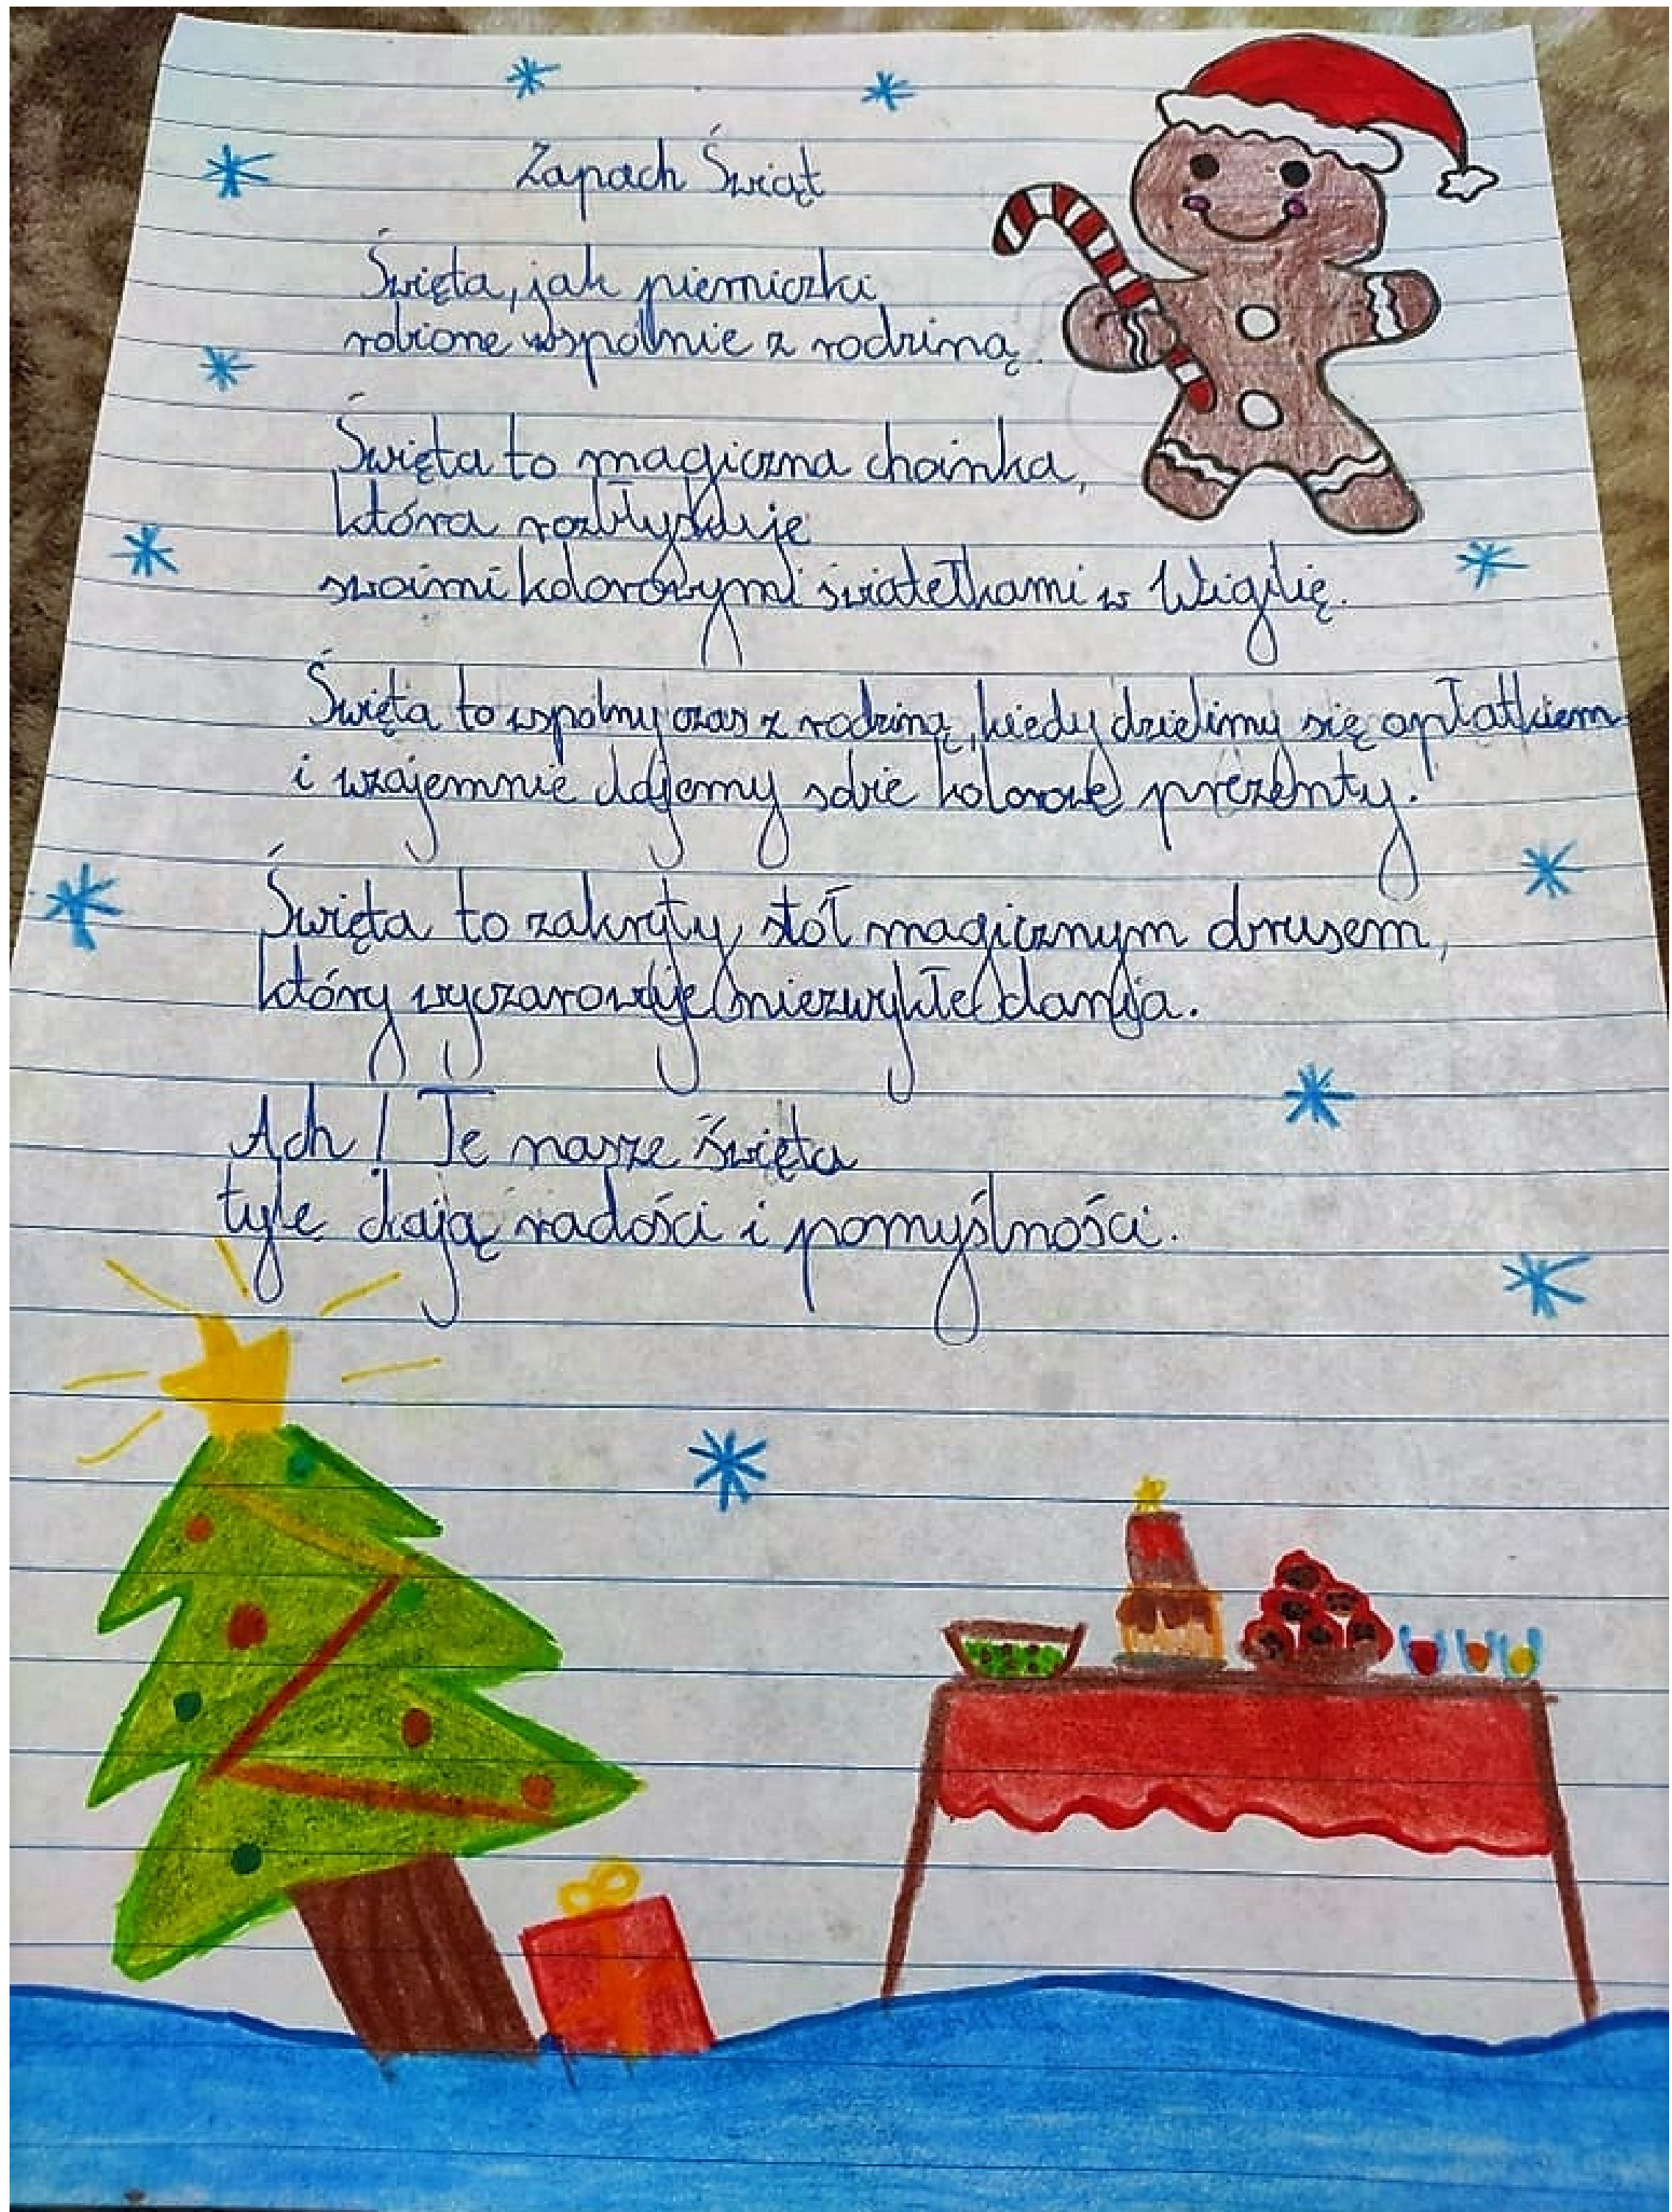 Zapach Świąt
Święta, jak pierniczki
robione wspólnie z rodziną.
Święta to magiczna choinka,
która rozbłyskuje
swoimi kolorowymi światełkami w Wigilię.
Święta to wspólny czas z rodziną, kiedy dzielimy się opłatkiem
i wzajemnie dajemy sobie kolorowe prezenty.
Święta to zakryty stół magicznym obrusem,
który wyczarowuje niezwykłe dania.
Ach! Te nasze święta
tyle dają radości i pomyślności.